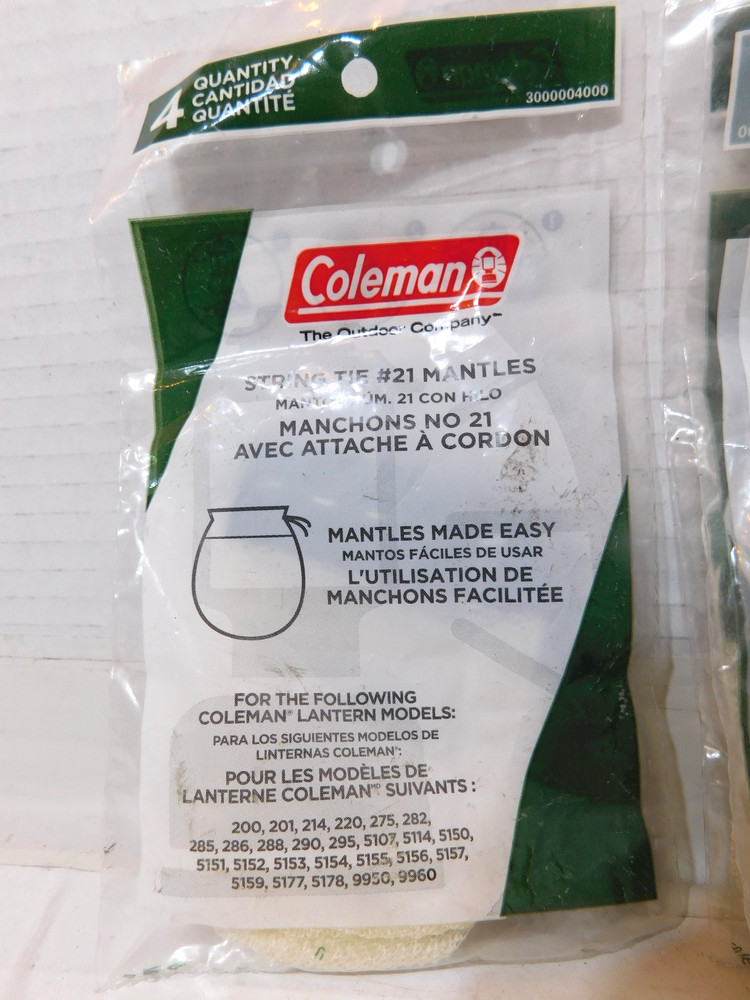 4 QUANTITY
CANTIDAD
QUANTITÉ
3000004000
Coleman
The Outdoor Company™
STRING TIE #21 MANTLES
NÚM. 21 CON HILO
MANCHONS NO 21
AVEC ATTACHE À CORDON
MANTLES MADE EASY
MANTOS FÁCILES DE USAR
L'UTILISATION DE
MANCHONS FACILITÉE
FOR THE FOLLOWING
COLEMAN® LANTERN MODELS:
PARA LOS SIGUIENTES MODELOS DE
LINTERNAS COLEMAN®:
POUR LES MODÈLES DE
LANTERNE COLEMAN MD SUIVANTS :
200, 201, 214, 220, 275, 282,
285, 286, 288, 290, 295, 5107, 5114, 5150,
5151, 5152, 5153, 5154, 5155, 5156, 5157,
5159, 5177, 5178, 9950, 9960